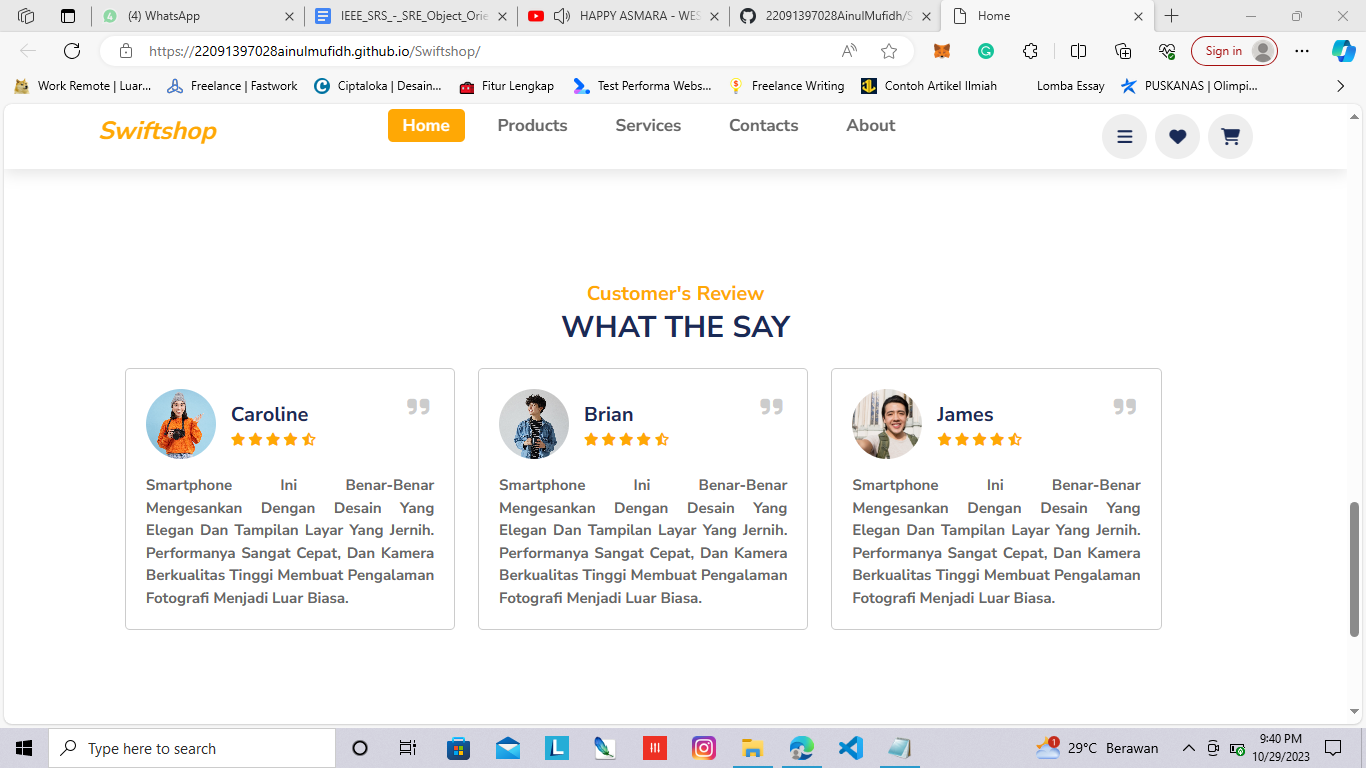 (4) WhatsApp
IEEE_SRS_-_SRE_Object_Orie
HAPPY ASMARA - WES
22091397028AinulMufidh/S
Home
https://22091397028ainulmufidh.github.io/Swiftshop/
Sign in
Work Remote | Luar...
Freelance | Fastwork
Ciptaloka | Desain...
Fitur Lengkap
Test Performa Webs...
Freelance Writing
Contoh Artikel Ilmiah
Lomba Essay
PUSKANAS | Olimpi...
Swiftshop
Home
Products
Services
Contacts
About
Customer's Review
WHAT THE SAY
Caroline
Smartphone Ini Benar-Benar
Mengesankan Dengan Desain Yang
Elegan Dan Tampilan Layar Yang Jernih.
Performanya Sangat Cepat, Dan Kamera
Berkualitas Tinggi Membuat Pengalaman
Fotografi Menjadi Luar Biasa.
Brian
Smartphone Ini Benar-Benar
Mengesankan Dengan Desain Yang
Elegan Dan Tampilan Layar Yang Jernih.
Performanya Sangat Cepat, Dan Kamera
Berkualitas Tinggi Membuat Pengalaman
Fotografi Menjadi Luar Biasa.
James
Smartphone Ini Benar-Benar
Mengesankan Dengan Desain Yang
Elegan Dan Tampilan Layar Yang Jernih.
Performanya Sangat Cepat, Dan Kamera
Berkualitas Tinggi Membuat Pengalaman
Fotografi Menjadi Luar Biasa.
Type here to search
29°C Berawan
9:40 PM
10/29/2023